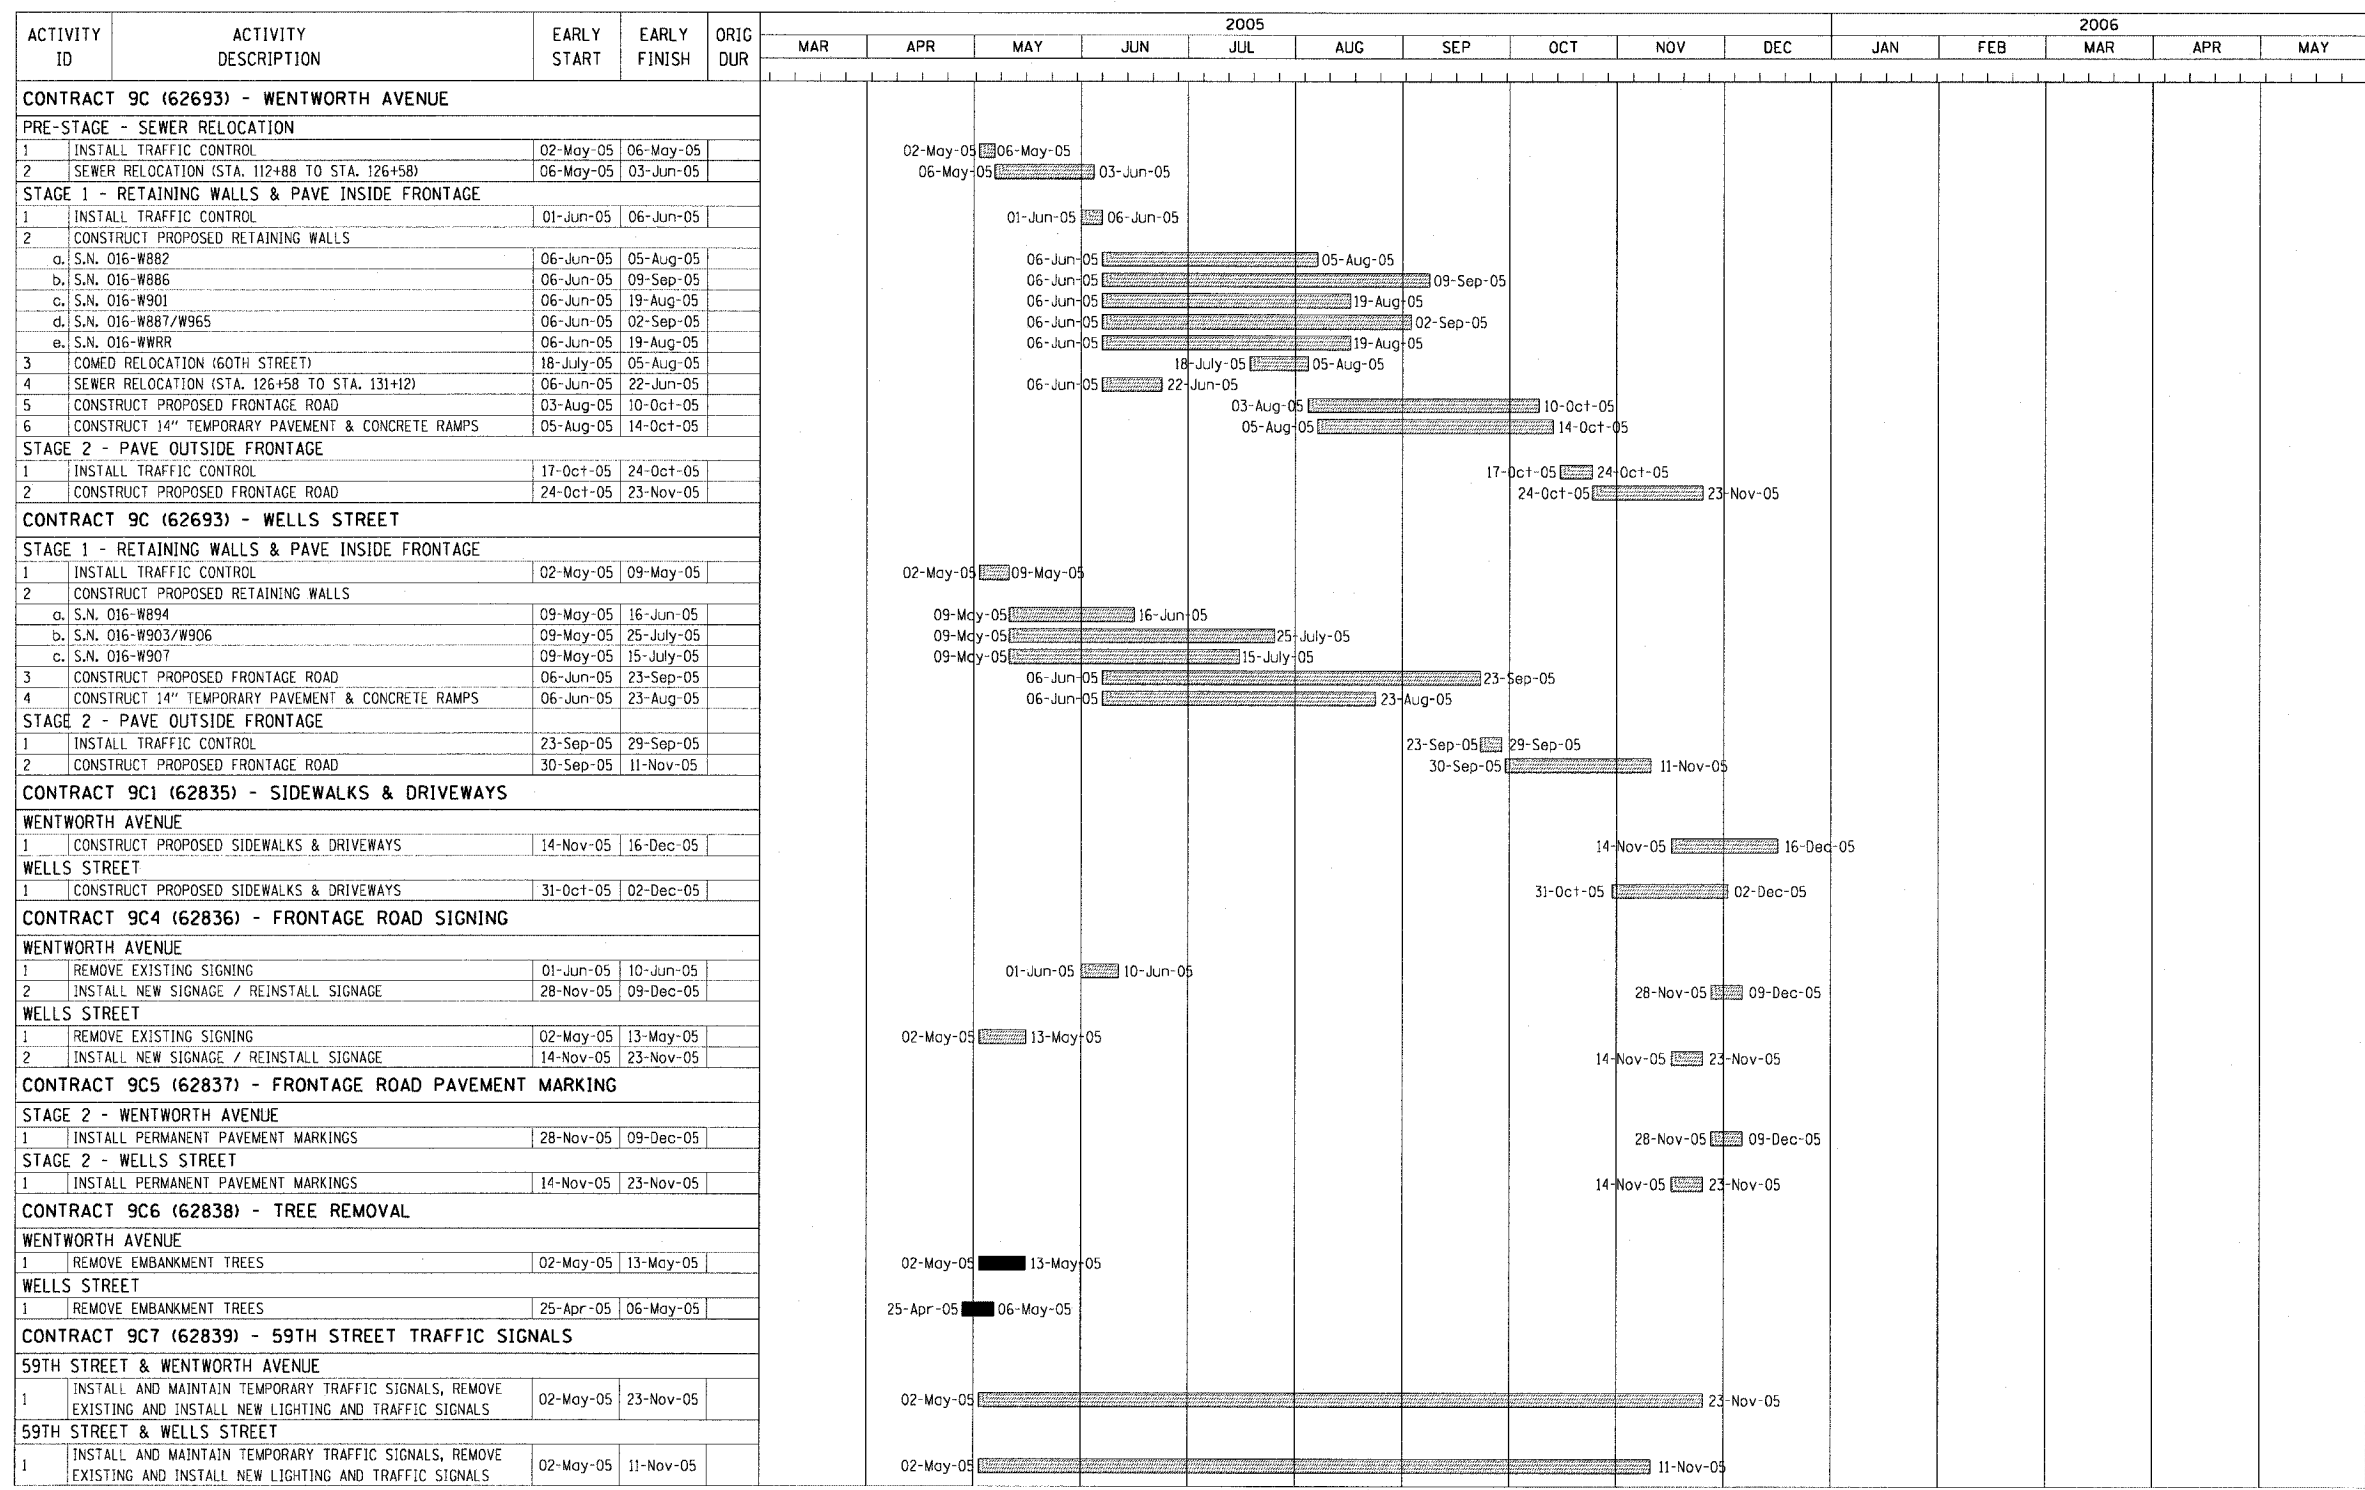 ACTIVITY ID ACTIVITY DESCRIPTION EARLY START EARLY FINISH ORIG DUR
2005 2006
MAR APR MAY JUN JUL AUG SEP OCT NOV DEC JAN FEB MAR APR MAY
CONTRACT 9C (62693) - WENTWORTH AVENUE
PRE-STAGE - SEWER RELOCATION
1 INSTALL TRAFFIC CONTROL 02-May-05 06-May-05 02-May-05 06-May-05
2 SEWER RELOCATION (STA. 112+88 TO STA. 126+58) 06-May-05 03-Jun-05 06-May-05 03-Jun-05
STAGE 1 - RETAINING WALLS & PAVE INSIDE FRONTAGE
1 INSTALL TRAFFIC CONTROL 01-Jun-05 06-Jun-05 01-Jun-05 06-Jun-05
2 CONSTRUCT PROPOSED RETAINING WALLS
a. S.N. 016-W882 06-Jun-05 05-Aug-05 06-Jun-05 05-Aug-05
b. S.N. 016-W886 06-Jun-05 09-Sep-05 06-Jun-05 09-Sep-05
c. S.N. 016-W901 06-Jun-05 19-Aug-05 06-Jun-05 19-Aug-05
d. S.N. 016-W887/W965 06-Jun-05 02-Sep-05 06-Jun-05 02-Sep-05
e. S.N. 016-WWRR 06-Jun-05 19-Aug-05 06-Jun-05 19-Aug-05
3 COMED RELOCATION (60TH STREET) 18-July-05 05-Aug-05 18-July-05 05-Aug-05
4 SEWER RELOCATION (STA. 126+58 TO STA. 131+12) 06-Jun-05 22-Jun-05 06-Jun-05 22-Jun-05
5 CONSTRUCT PROPOSED FRONTAGE ROAD 03-Aug-05 10-Oct-05 03-Aug-05 10-Oct-05
6 CONSTRUCT 14" TEMPORARY PAVEMENT & CONCRETE RAMPS 05-Aug-05 14-Oct-05 05-Aug-05 14-Oct-05
STAGE 2 - PAVE OUTSIDE FRONTAGE
1 INSTALL TRAFFIC CONTROL 17-Oct-05 24-Oct-05 17-Oct-05 24-Oct-05
2 CONSTRUCT PROPOSED FRONTAGE ROAD 24-Oct-05 23-Nov-05 24-Oct-05 23-Nov-05
CONTRACT 9C (62693) - WELLS STREET
STAGE 1 - RETAINING WALLS & PAVE INSIDE FRONTAGE
1 INSTALL TRAFFIC CONTROL 02-May-05 09-May-05 02-May-05 09-May-05
2 CONSTRUCT PROPOSED RETAINING WALLS
a. S.N. 016-W894 09-May-05 16-Jun-05 09-May-05 16-Jun-05
b. S.N. 016-W903/W906 09-May-05 25-July-05 09-May-05 25-July-05
c. S.N. 016-W907 09-May-05 15-July-05 09-May-05 15-July-05
3 CONSTRUCT PROPOSED FRONTAGE ROAD 06-Jun-05 23-Sep-05 06-Jun-05 23-Sep-05
4 CONSTRUCT 14" TEMPORARY PAVEMENT & CONCRETE RAMPS 06-Jun-05 23-Aug-05 06-Jun-05 23-Aug-05
STAGE 2 - PAVE OUTSIDE FRONTAGE
1 INSTALL TRAFFIC CONTROL 23-Sep-05 29-Sep-05 23-Sep-05 29-Sep-05
2 CONSTRUCT PROPOSED FRONTAGE ROAD 30-Sep-05 11-Nov-05 30-Sep-05 11-Nov-05
CONTRACT 9C1 (62835) - SIDEWALKS & DRIVEWAYS
WENTWORTH AVENUE
1 CONSTRUCT PROPOSED SIDEWALKS & DRIVEWAYS 14-Nov-05 16-Dec-05 14-Nov-05 16-Dec-05
WELLS STREET
1 CONSTRUCT PROPOSED SIDEWALKS & DRIVEWAYS 31-Oct-05 02-Dec-05 31-Oct-05 02-Dec-05
CONTRACT 9C4 (62836) - FRONTAGE ROAD SIGNING
WENTWORTH AVENUE
1 REMOVE EXISTING SIGNING 01-Jun-05 10-Jun-05 01-Jun-05 10-Jun-05
2 INSTALL NEW SIGNAGE / REINSTALL SIGNAGE 28-Nov-05 09-Dec-05 28-Nov-05 09-Dec-05
WELLS STREET
1 REMOVE EXISTING SIGNING 02-May-05 13-May-05 02-May-05 13-May-05
2 INSTALL NEW SIGNAGE / REINSTALL SIGNAGE 14-Nov-05 23-Nov-05 14-Nov-05 23-Nov-05
CONTRACT 9C5 (62837) - FRONTAGE ROAD PAVEMENT MARKING
STAGE 2 - WENTWORTH AVENUE
1 INSTALL PERMANENT PAVEMENT MARKINGS 28-Nov-05 09-Dec-05 28-Nov-05 09-Dec-05
STAGE 2 - WELLS STREET
1 INSTALL PERMANENT PAVEMENT MARKINGS 14-Nov-05 23-Nov-05 14-Nov-05 23-Nov-05
CONTRACT 9C6 (62838) - TREE REMOVAL
WENTWORTH AVENUE
1 REMOVE EMBANKMENT TREES 02-May-05 13-May-05 02-May-05 13-May-05
WELLS STREET
1 REMOVE EMBANKMENT TREES 25-Apr-05 06-May-05 25-Apr-05 06-May-05
CONTRACT 9C7 (62839) - 59TH STREET TRAFFIC SIGNALS
59TH STREET & WENTWORTH AVENUE
1 INSTALL AND MAINTAIN TEMPORARY TRAFFIC SIGNALS, REMOVE
EXISTING AND INSTALL NEW LIGHTING AND TRAFFIC SIGNALS 02-May-05 23-Nov-05 02-May-05 23-Nov-05
59TH STREET & WELLS STREET
1 INSTALL AND MAINTAIN TEMPORARY TRAFFIC SIGNALS, REMOVE
EXISTING AND INSTALL NEW LIGHTING AND TRAFFIC SIGNALS 02-May-05 11-Nov-05 02-May-05 11-Nov-05